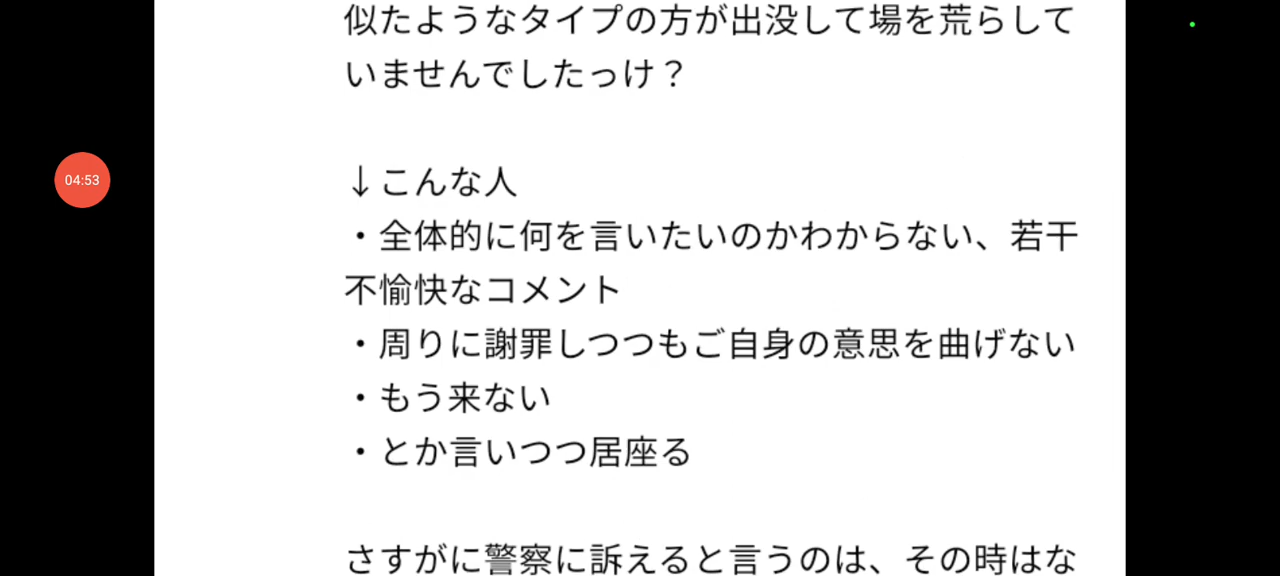 似たようなタイプの方が出没して場を荒らして
いませんでしたっけ？
04:53
↓こんな人
・全体的に何を言いたいのかわからない、若干
不愉快なコメント
・周りに謝罪しつつもご自身の意思を曲げない
・もう来ない
・とか言いつつ居座る
さすがに警察に訴えると言うのは、その時はな